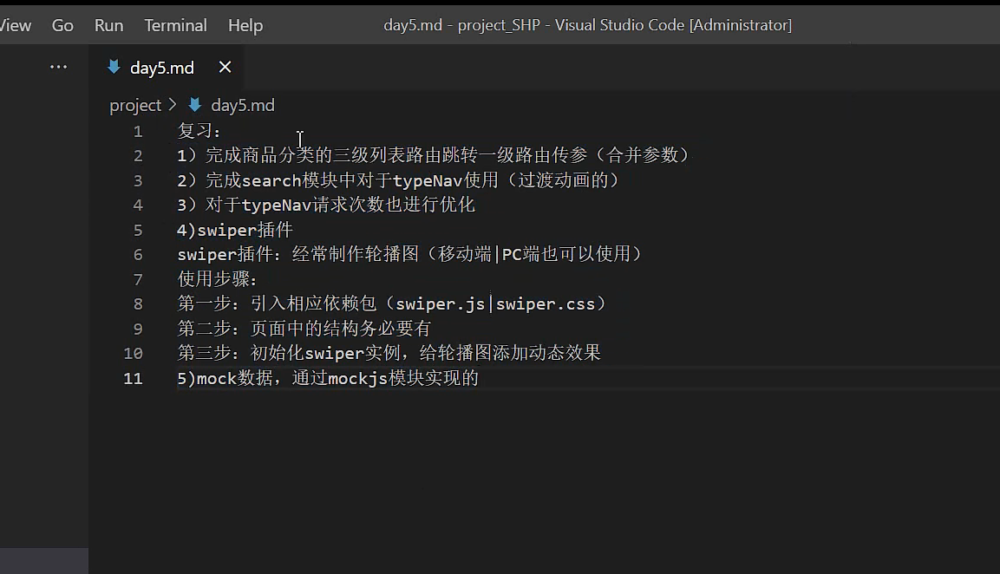 View Go Run Terminal Help day5.md - project_SHP - Visual Studio Code [Administrator]
··· day5.md ×
project > day5.md
1 复习：
2 1）完成商品分类的三级列表路由跳转一级路由传参（合并参数）
3 2）完成search模块中对于typeNav使用（过渡动画的）
4 3）对于typeNav请求次数也进行优化
5 4)swiper插件
6 swiper插件：经常制作轮播图（移动端|PC端也可以使用）
7 使用步骤：
8 第一步：引入相应依赖包（swiper.js|swiper.css）
9 第二步：页面中的结构务必要有
10 第三步：初始化swiper实例，给轮播图添加动态效果
11 5)mock数据，通过mockjs模块实现的